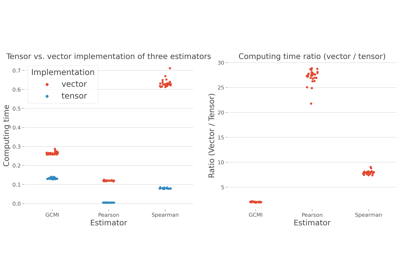 Tensor vs. vector implementation of three estimators
Implementation
vector
tensor
Computing time
0.7
0.6
0.5
0.4
0.3
0.2
0.1
0.0
GCMI
Pearson
Spearman
Estimator
Computing time ratio (vector / tensor)
Ratio (Vector / Tensor)
30
25
20
15
10
5
GCMI
Pearson
Spearman
Estimator